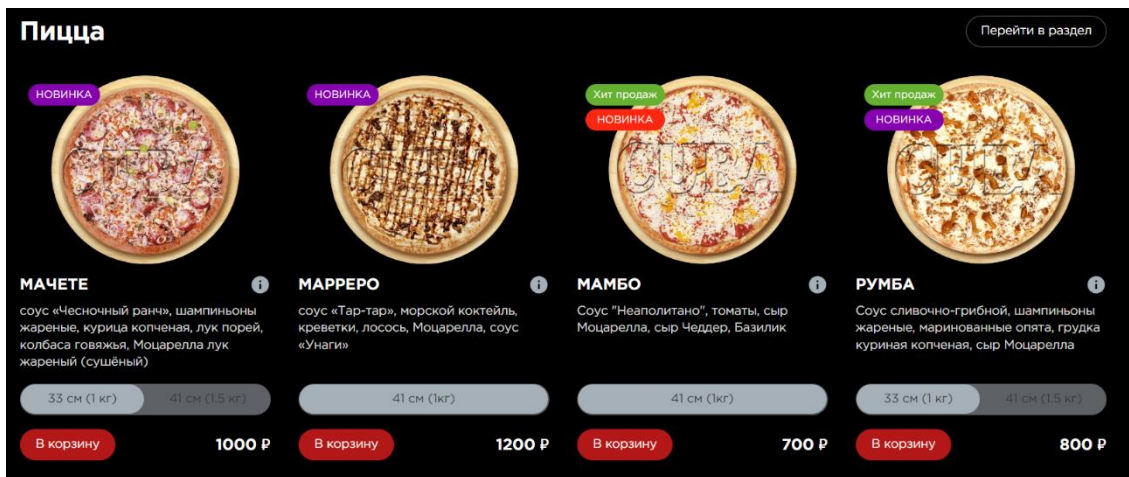 Пицца
Перейти в раздел
НОВИНКА
НОВИНКА
Хит продаж
НОВИНКА
Хит продаж
НОВИНКА
CUBA
CUBA
CUBA
CUBA
МАЧЕТЕ
соус «Чесночный ранч», шампиньоны
жареные, курица копченая, лук порей,
колбаса говяжья, Моцарелла лук
жареный (сушёный)
33 см (1 кг)
41 см (1.5 кг)
В корзину
1000 ₽
МАРРЕРО
соус «Тар-тар», морской коктейль,
креветки, лосось, Моцарелла, соус
«Унаги»
41 см (1кг)
В корзину
1200 ₽
МАМБО
Соус "Неаполитано", томаты, сыр
Моцарелла, сыр Чеддер, Базилик
41 см (1кг)
В корзину
700 ₽
РУМБА
Соус сливочно-грибной, шампиньоны
жареные, маринованные опята, грудка
куриная копченая, сыр Моцарелла
33 см (1 кг)
41 см (1.5 кг)
В корзину
800 ₽